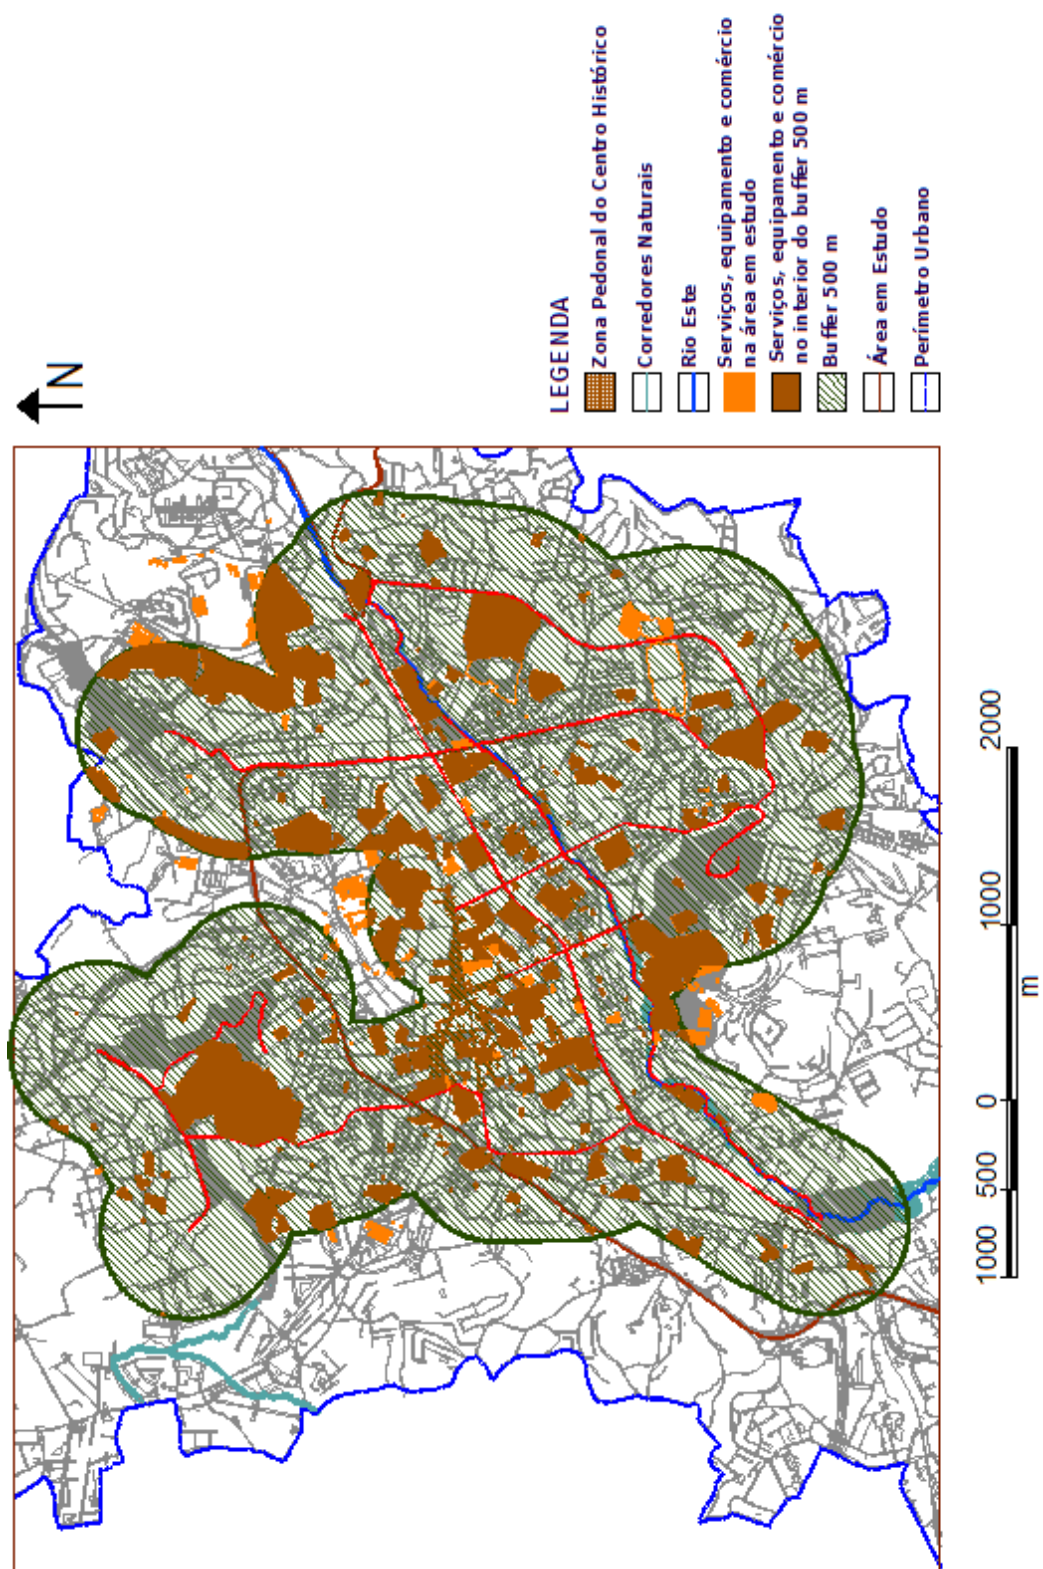 N
LEGENDA
Zona Pedonal do Centro Histórico
Corredores Naturais
Rio Este
Serviços, equipamento e comércio
na área em estudo
Serviços, equipamento e comércio
no interior do buffer 500 m
Buffer 500 m
Área em Estudo
Perímetro Urbano
1000 500 0 1000 2000
m